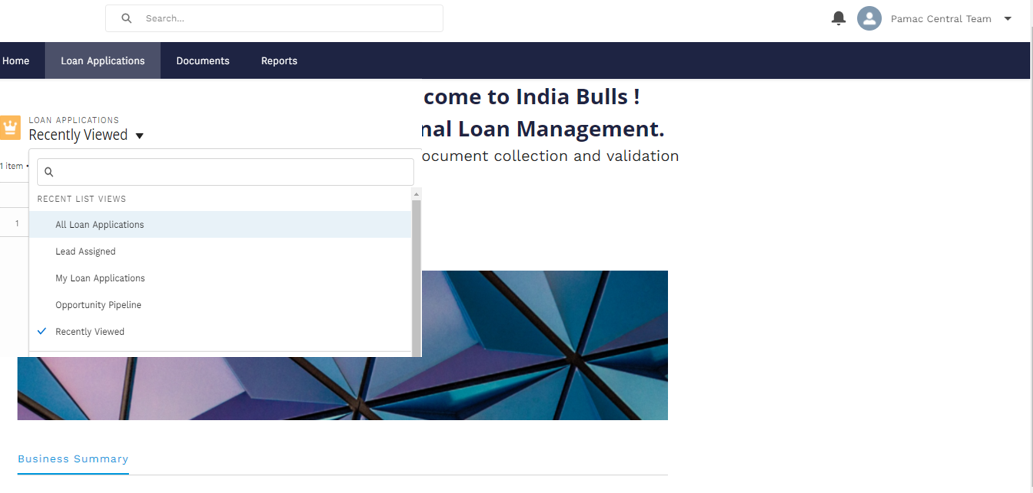 Search...
Pamac Central Team
Home Loan Applications Documents Reports
come to India Bulls !
nal Loan Management.
ocument collection and validation
LOAN APPLICATIONS
Recently Viewed
1 item •
RECENT LIST VIEWS
1
All Loan Applications
Lead Assigned
My Loan Applications
Opportunity Pipeline
Recently Viewed
Business Summary